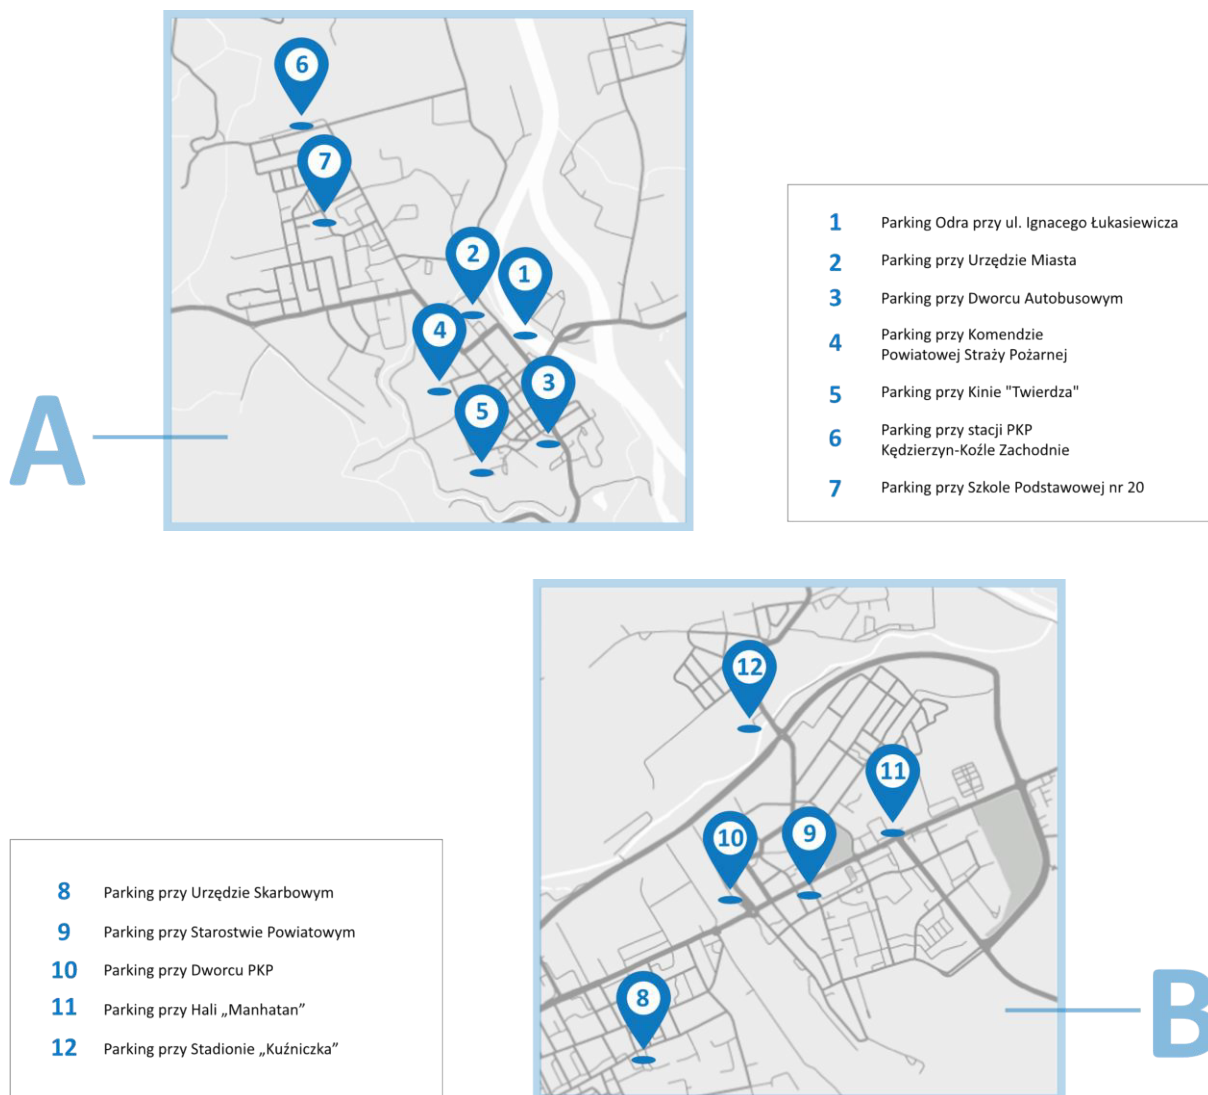 6
7
2
1
4
3
5
A
1 Parking Odra przy ul. Ignacego Łukasiewicza
2 Parking przy Urzędzie Miasta
3 Parking przy Dworcu Autobusowym
4 Parking przy Komendzie
Powiatowej Straży Pożarnej
5 Parking przy Kinie "Twierdza"
6 Parking przy stacji PKP
Kędzierzyn-Koźle Zachodnie
7 Parking przy Szkole Podstawowej nr 20
12
11
10
9
8
B
8 Parking przy Urzędzie Skarbowym
9 Parking przy Starostwie Powiatowym
10 Parking przy Dworcu PKP
11 Parking przy Hali „Manhatan”
12 Parking przy Stadionie „Kuźniczka”